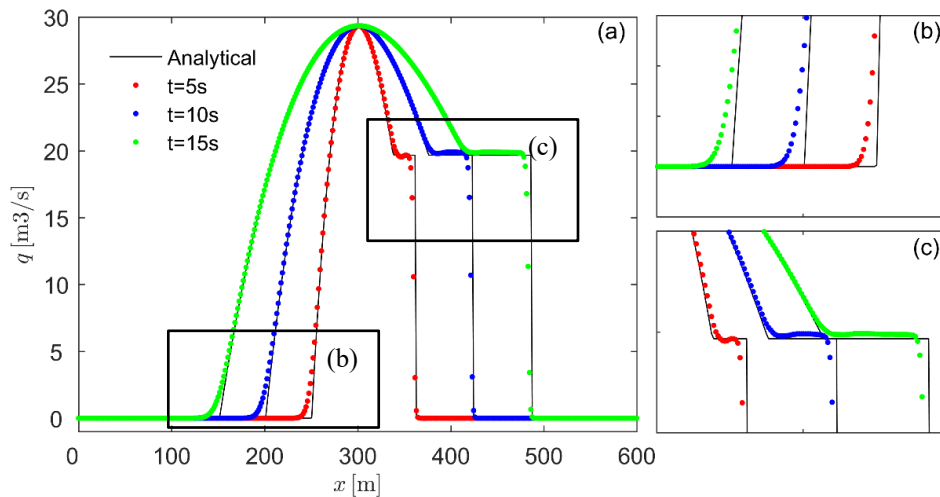 30
25
20
15
10
5
0
q [m3/s]
Analytical
t=5s
t=10s
t=15s
(a)
(c)
(b)
0
100
200
300
400
500
600
x [m]
(b)
(c)